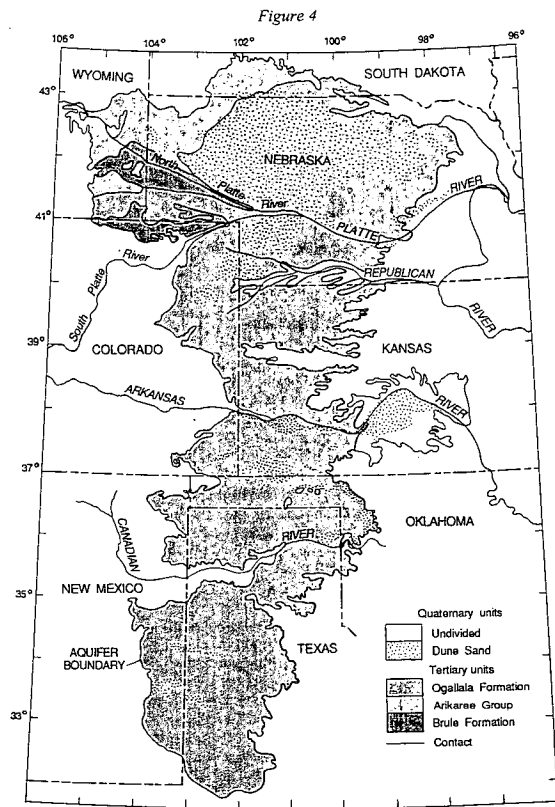 Figure 4
106°
104°
102°
100°
98°
96°
WYOMING
SOUTH DAKOTA
43°
North
NEBRASKA
Platte
River
PLATTE
RIVER
41°
River
REPUBLICAN
South Platte
RIVER
39°
COLORADO
KANSAS
ARKANSAS
RIVER
37°
CANADIAN
RIVER
OKLAHOMA
35°
NEW MEXICO
AQUIFER
BOUNDARY
TEXAS
33°
Quaternary units
Undivided
Dune Sand
Tertiary units
Ogallala Formation
Arikaree Group
Brule Formation
Contact